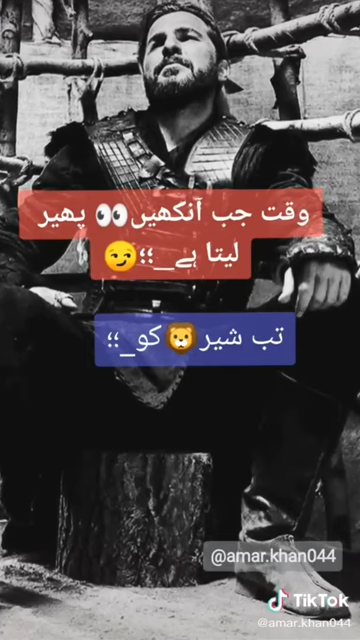 وقت جب آنکھیں👀 پھیر
لیتا ہے_؛؛😏
تب شیر🦁کو_؛؛
@amar.khan044
TikTok
@amar.khan044